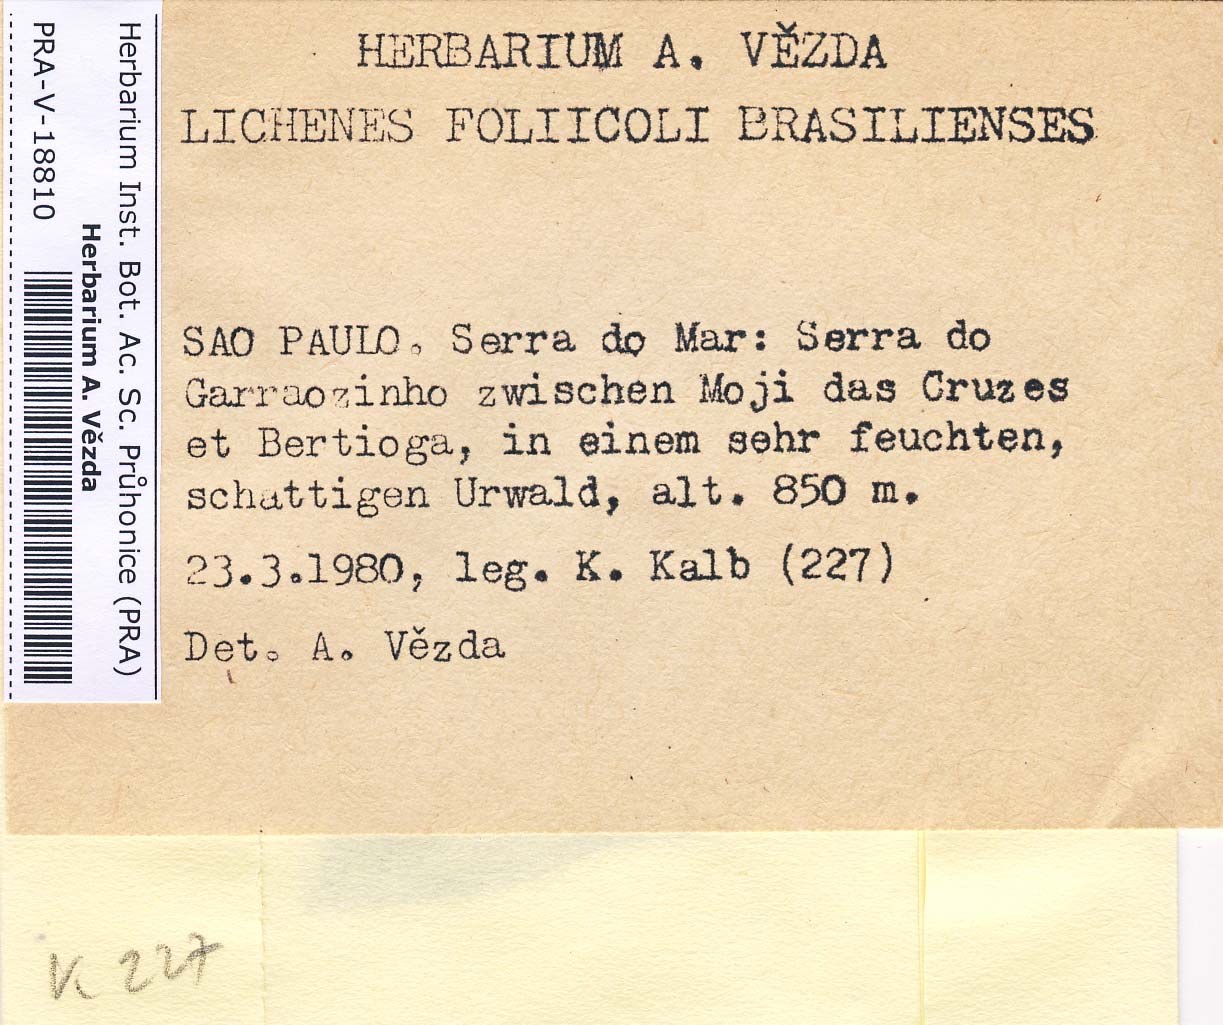 HERBARIUM A. VĚZDA
LICHENES FOLIICOLI BRASILIENSES
SAO PAULO. Serra do Mar: Serra do
Garraozinho zwischen Moji das Cruzes
et Bertioga, in einem sehr feuchten,
schattigen Urwald, alt. 850 m.
23.3.1980, leg. K. Kalb (227)
Det. A. Vězda
Herbarium Inst. Bot. Ac. Sc. Průhonice (PRA)
Herbarium A. Vězda
PRA-V-18810
K 227